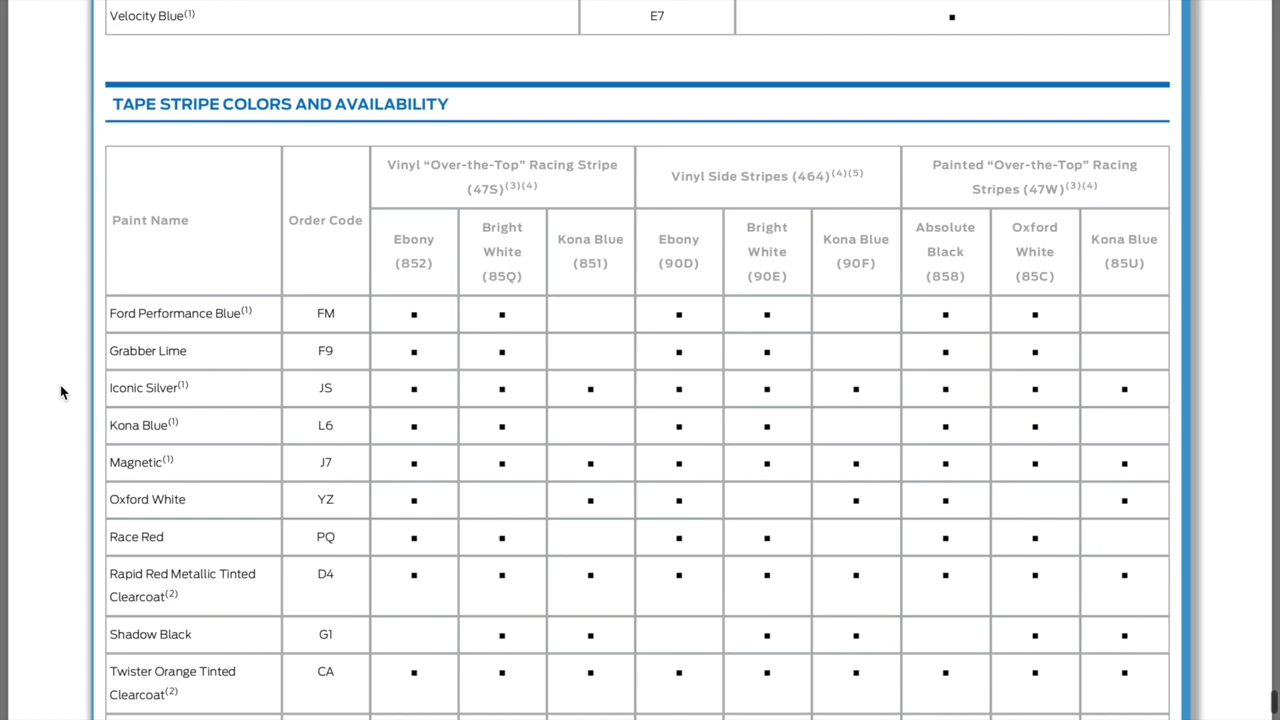 Velocity Blue(1) E7 ▪
TAPE STRIPE COLORS AND AVAILABILITY
Paint Name Order Code Vinyl “Over-the-Top” Racing Stripe (47S)(3)(4) Vinyl Side Stripes (464)(4)(5) Painted “Over-the-Top” Racing Stripes (47W)(3)(4)
Ebony (852) Bright White (85Q) Kona Blue (851) Ebony (90D) Bright White (90E) Kona Blue (90F) Absolute Black (858) Oxford White (85C) Kona Blue (85U)
Ford Performance Blue(1) FM ▪ ▪ ▪ ▪ ▪ ▪
Grabber Lime F9 ▪ ▪ ▪ ▪ ▪ ▪
Iconic Silver(1) JS ▪ ▪ ▪ ▪ ▪ ▪ ▪ ▪ ▪
Kona Blue(1) L6 ▪ ▪ ▪ ▪ ▪ ▪
Magnetic(1) J7 ▪ ▪ ▪ ▪ ▪ ▪ ▪ ▪ ▪
Oxford White YZ ▪ ▪ ▪ ▪ ▪ ▪
Race Red PQ ▪ ▪ ▪ ▪ ▪ ▪
Rapid Red Metallic Tinted Clearcoat(2) D4 ▪ ▪ ▪ ▪ ▪ ▪ ▪ ▪ ▪
Shadow Black G1 ▪ ▪ ▪ ▪ ▪ ▪
Twister Orange Tinted Clearcoat(2) CA ▪ ▪ ▪ ▪ ▪ ▪ ▪ ▪ ▪